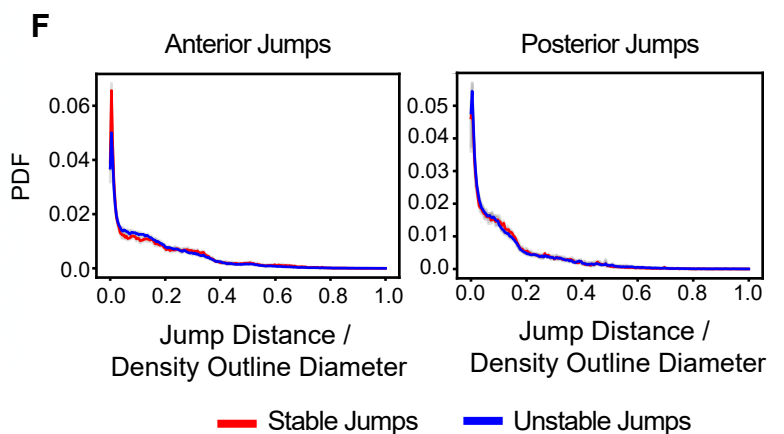 F
Anterior Jumps
Posterior Jumps
PDF
0.06
0.04
0.02
0.0
0.0 0.2 0.4 0.6 0.8 1.0
Jump Distance /
Density Outline Diameter
0.05
0.04
0.03
0.02
0.01
0.0
0.0 0.2 0.4 0.6 0.8 1.0
Jump Distance /
Density Outline Diameter
Stable Jumps
Unstable Jumps